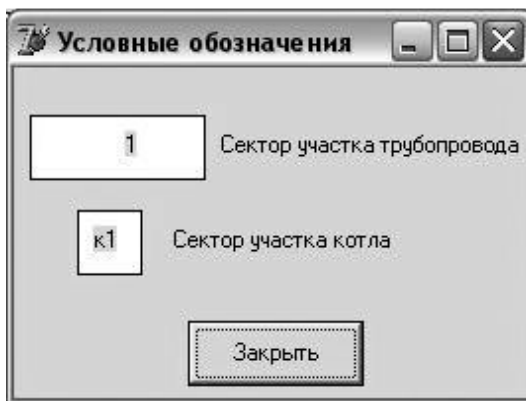 Условные обозначения
1 Сектор участка трубопровода
к1 Сектор участка котла
Закрыть